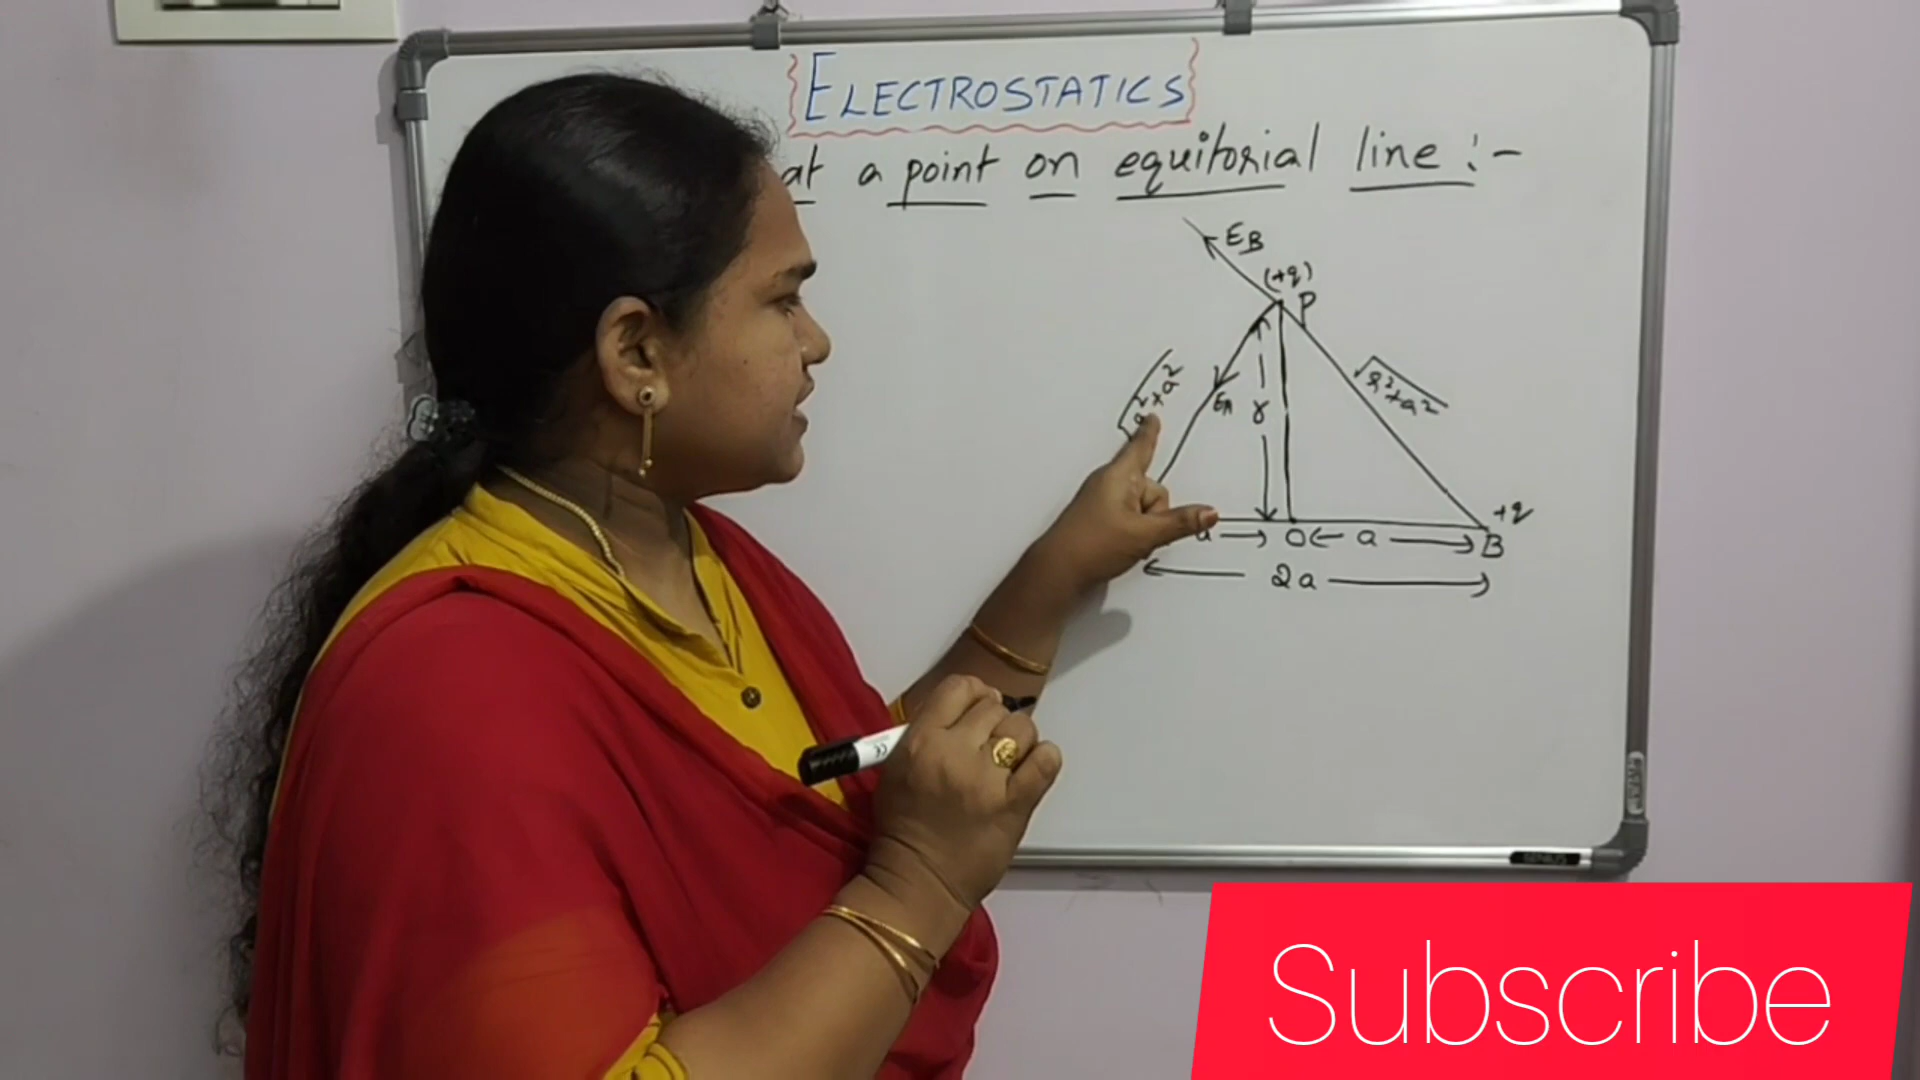 ELECTROSTATICS
at a point on equitorial line :-
EB
(+q)
P
√r²+a²
EA
r
√r²+a²
+q
a O a B
2a
Subscribe